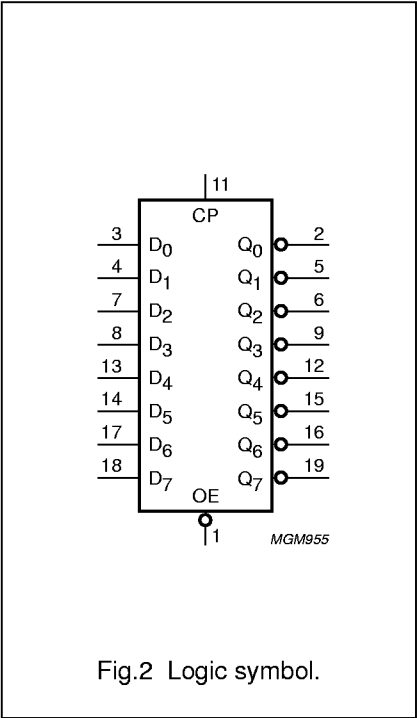 11
CP
3 D0 Q0 2
4 D1 Q1 5
7 D2 Q2 6
8 D3 Q3 9
13 D4 Q4 12
14 D5 Q5 15
17 D6 Q6 16
18 D7 Q7 19
OE
1
MGM955
Fig.2 Logic symbol.